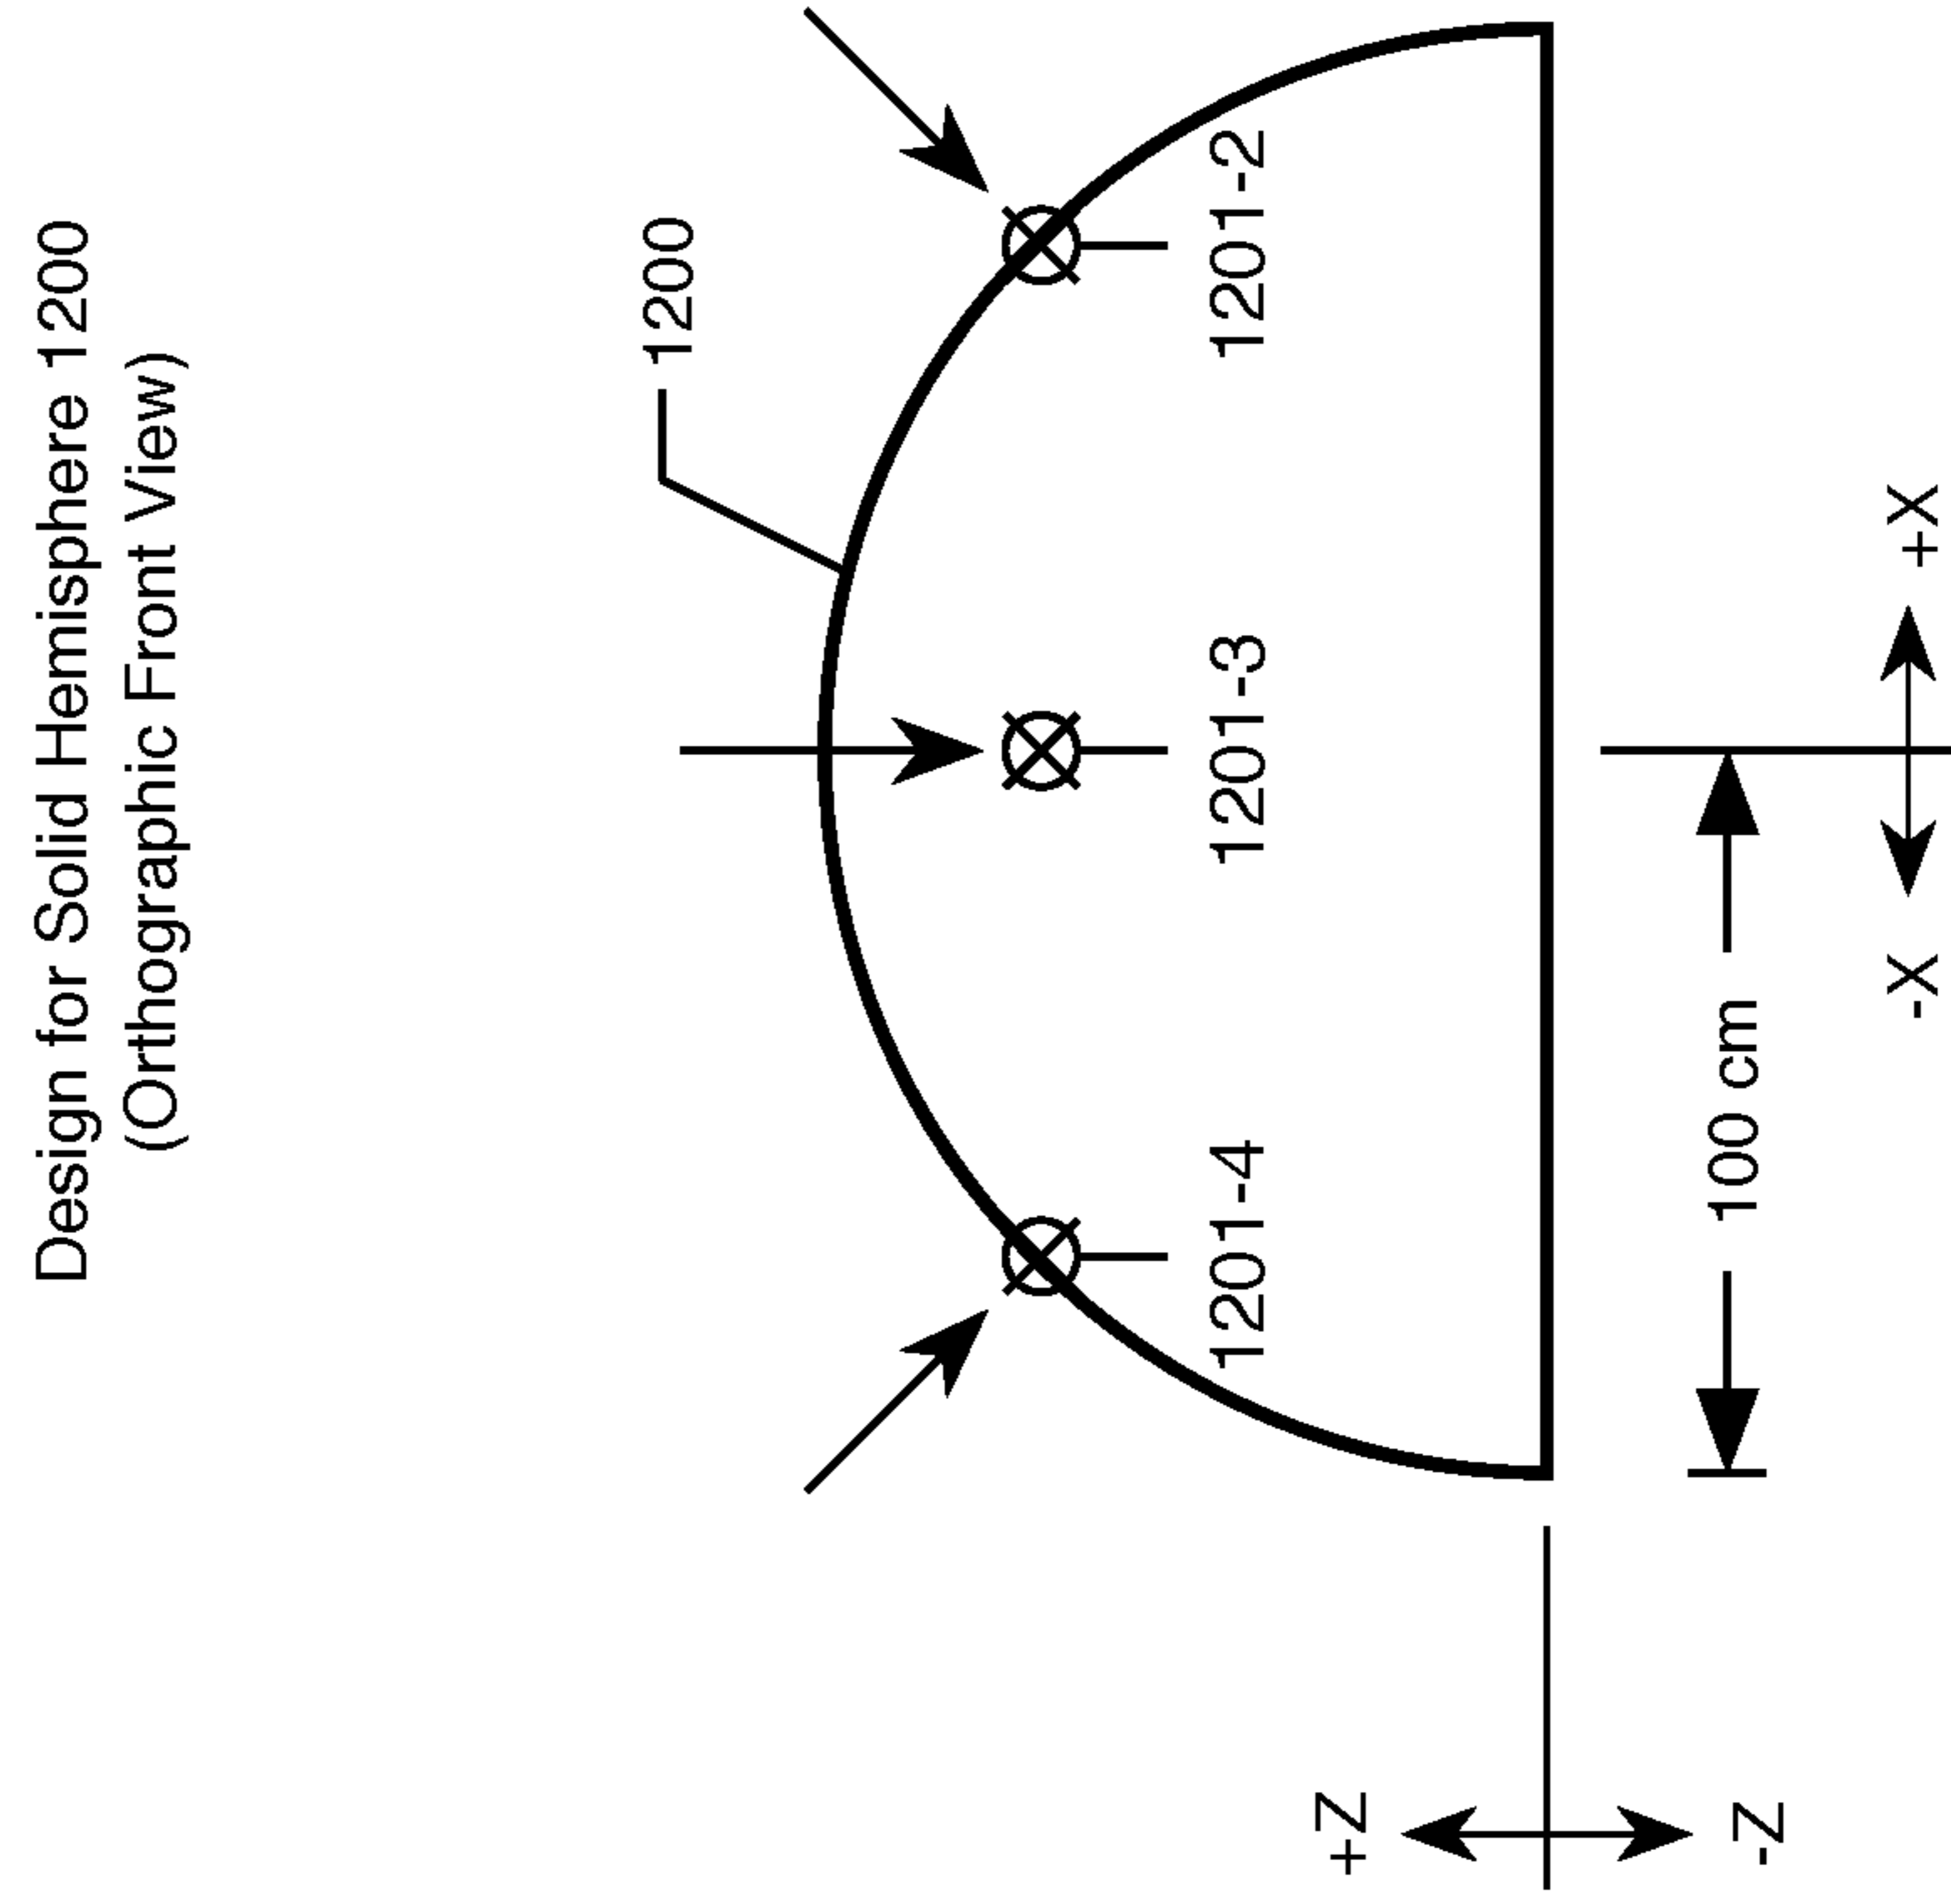 Design for Solid Hemisphere 1200
(Orthographic Front View)
1200
1201-4
1201-3
1201-2
+Z
-Z
100 cm
-X
+X